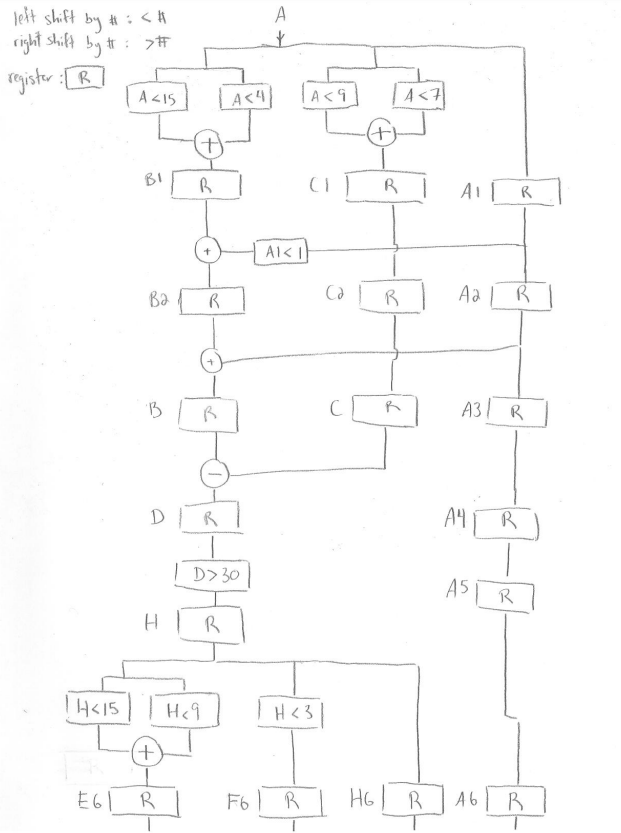 left shift by # : < #
right shift by # : > #
register : R
A
A<15 A<4 A<9 A<7
+ +
B1 R C1 R A1 R
+ A1<1
B2 R C2 R A2 R
+
B R C R A3 R
−
D R A4 R
D>30
A5 R
H R
H<15 H<9 H<3
+
E6 R F6 R H6 R A6 R